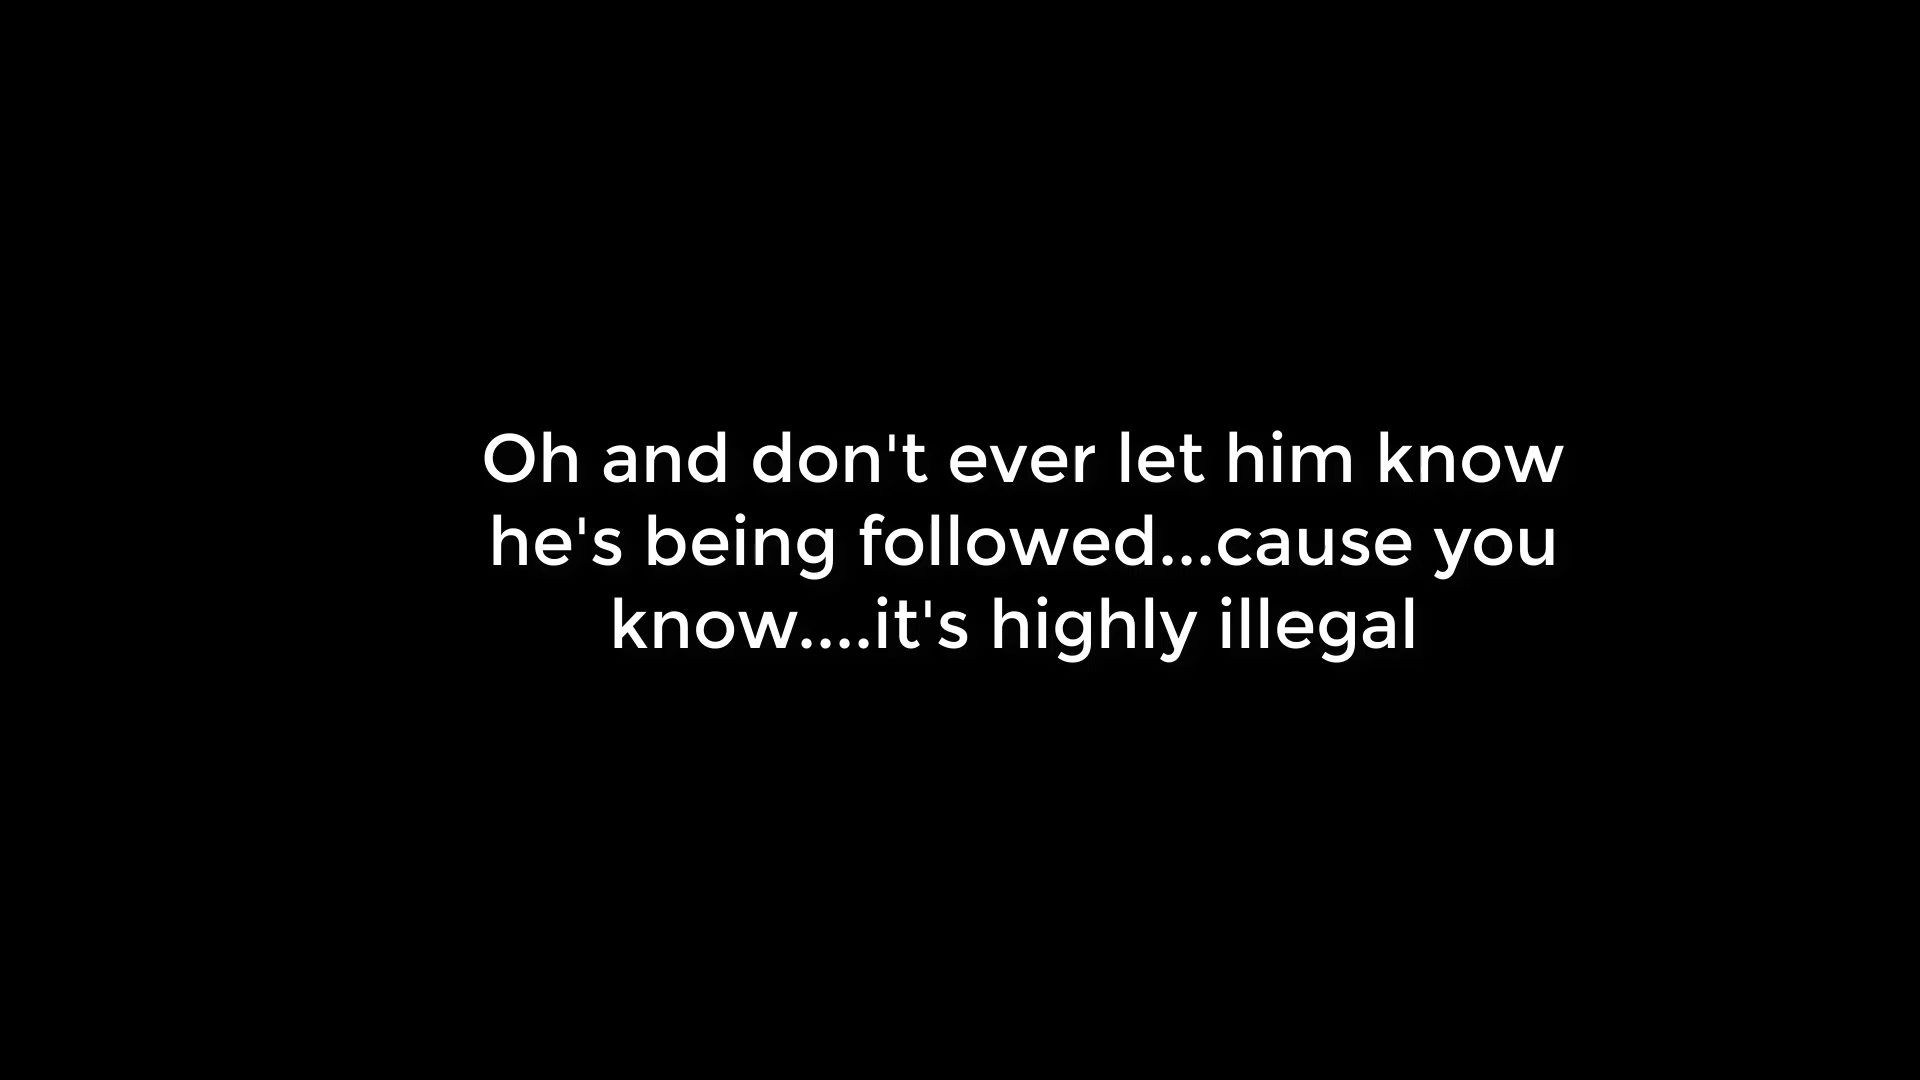 Oh and don't ever let him know
he's being followed...cause you
know....it's highly illegal